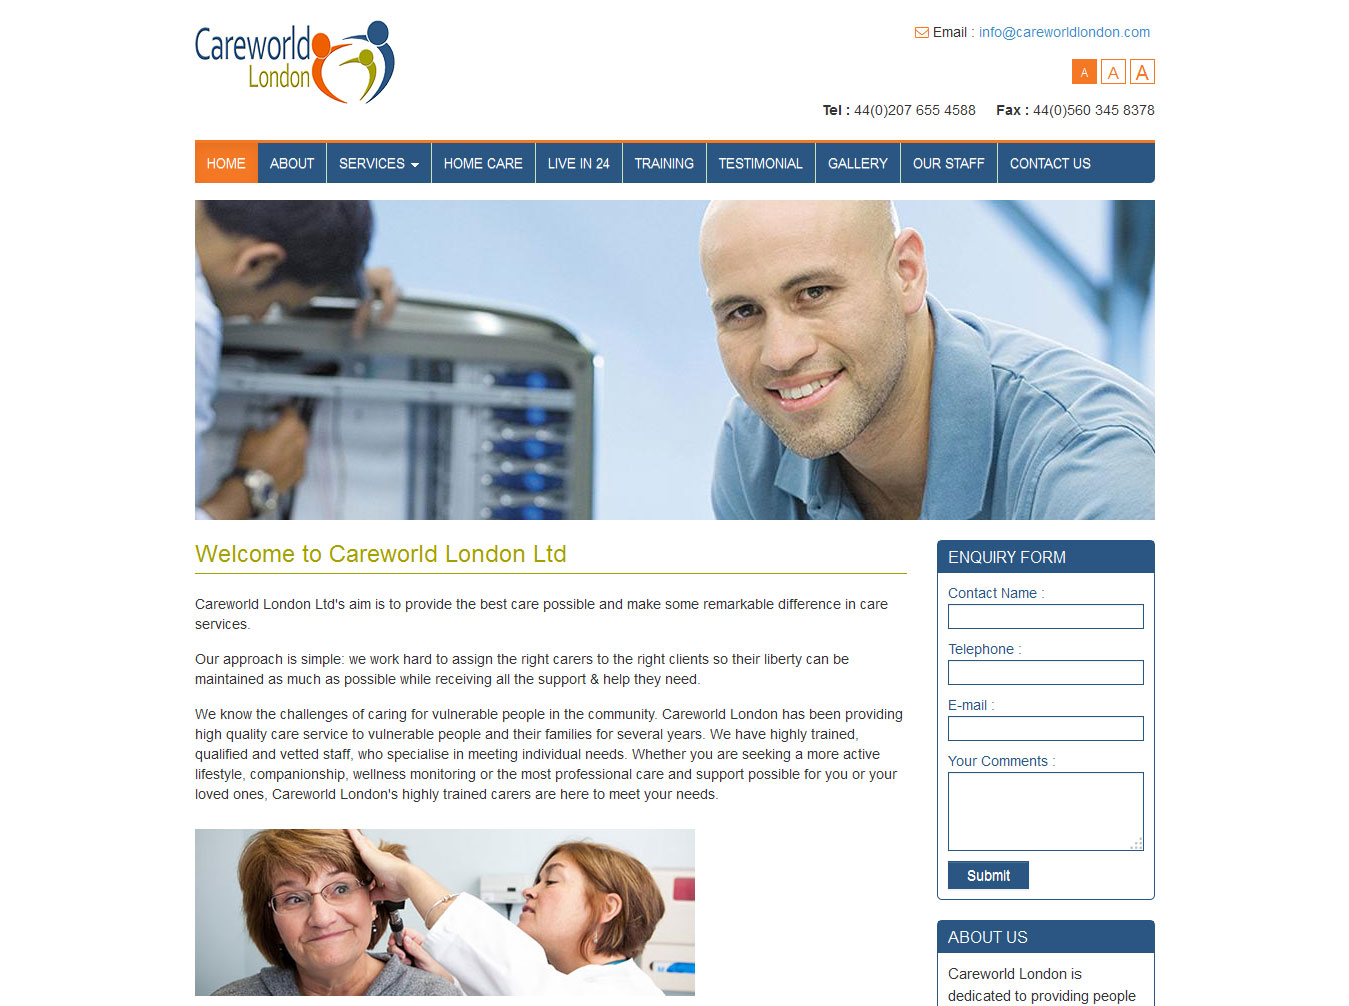 Careworld
London
Email : info@careworldlondon.com
A A A
Tel : 44(0)207 655 4588 Fax : 44(0)560 345 8378
HOME ABOUT SERVICES HOME CARE LIVE IN 24 TRAINING TESTIMONIAL GALLERY OUR STAFF CONTACT US
Welcome to Careworld London Ltd
Careworld London Ltd's aim is to provide the best care possible and make some remarkable difference in care
services.
Our approach is simple: we work hard to assign the right carers to the right clients so their liberty can be
maintained as much as possible while receiving all the support & help they need.
We know the challenges of caring for vulnerable people in the community. Careworld London has been providing
high quality care service to vulnerable people and their families for several years. We have highly trained,
qualified and vetted staff, who specialise in meeting individual needs. Whether you are seeking a more active
lifestyle, companionship, wellness monitoring or the most professional care and support possible for you or your
loved ones, Careworld London's highly trained carers are here to meet your needs.
ENQUIRY FORM
Contact Name :
Telephone :
E-mail :
Your Comments :
Submit
ABOUT US
Careworld London is
dedicated to providing people